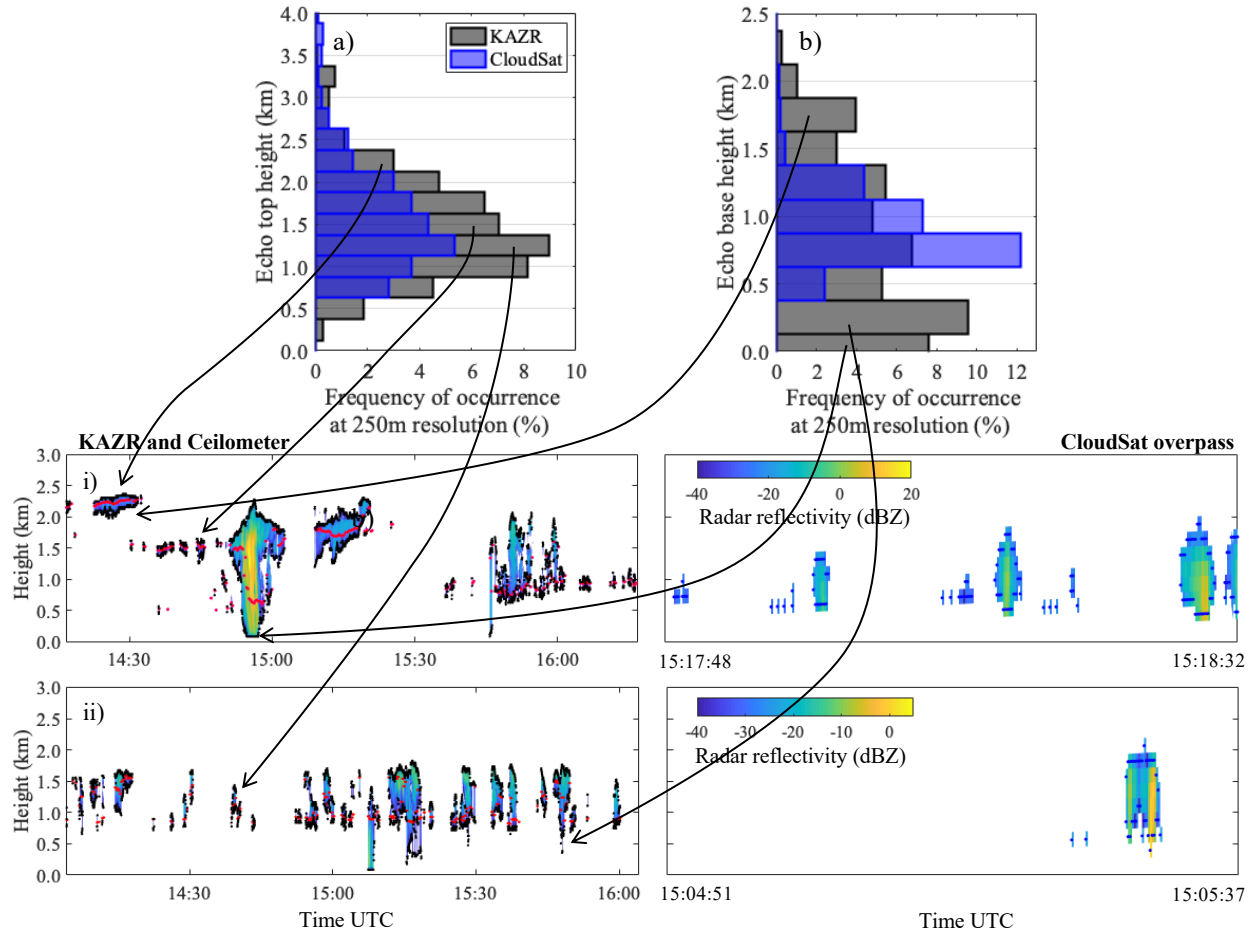 a)
KAZR
CloudSat
4.0
3.5
4.0
3.0
2.5
2.0
1.5
1.0
0.5
0.0
Echo top height (km)
0 2 4 6 8 10
Frequency of occurrence
at 250m resolution (%)
b)
2.5
2.0
1.5
1.0
0.5
0.0
Echo base height (km)
0 2 4 6 8 10 12
Frequency of occurrence
at 250m resolution (%)
KAZR and Ceilometer
i)
3.0
2.5
2.0
1.5
1.0
0.5
0.0
Height (km)
14:30 15:00 15:30 16:00
CloudSat overpass
-40 -20 0 20
Radar reflectivity (dBZ)
15:17:48 15:18:32
ii)
3.0
2.5
2.0
1.5
1.0
0.5
0.0
Height (km)
14:30 15:00 15:30 16:00
Time UTC
-40 -30 -20 -10 0
Radar reflectivity (dBZ)
15:04:51 15:05:37
Time UTC